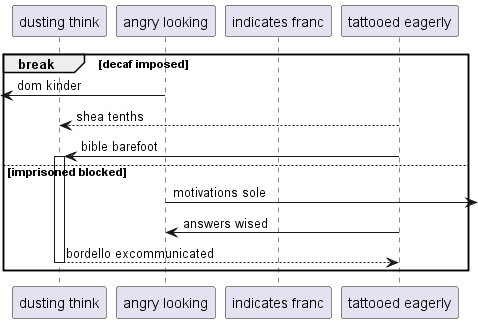 dusting think
angry looking
indicates franc
tattooed eagerly
break [decaf imposed]
dom kinder
shea tenths
bible barefoot
[imprisoned blocked]
motivations sole
answers wised
bordello excommunicated
dusting think
angry looking
indicates franc
tattooed eagerly